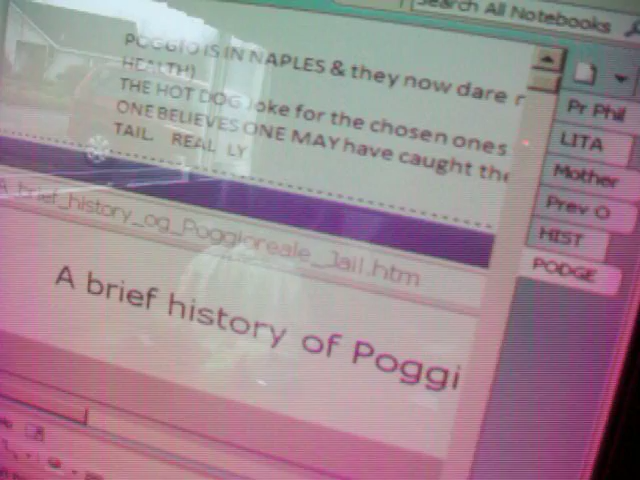 Search All Notebooks
POGGIO IS IN NAPLES & they now dare
HEALTH)
THE HOT DOG joke for the chosen ones
ONE BELIEVES ONE MAY have caught the
TAIL. REAL LY
A_brief_history_og_Poggioreale_Jail.htm
A brief history of Poggi
Pr Phil
LITA
Mother
Prev O
HIST
PODGE